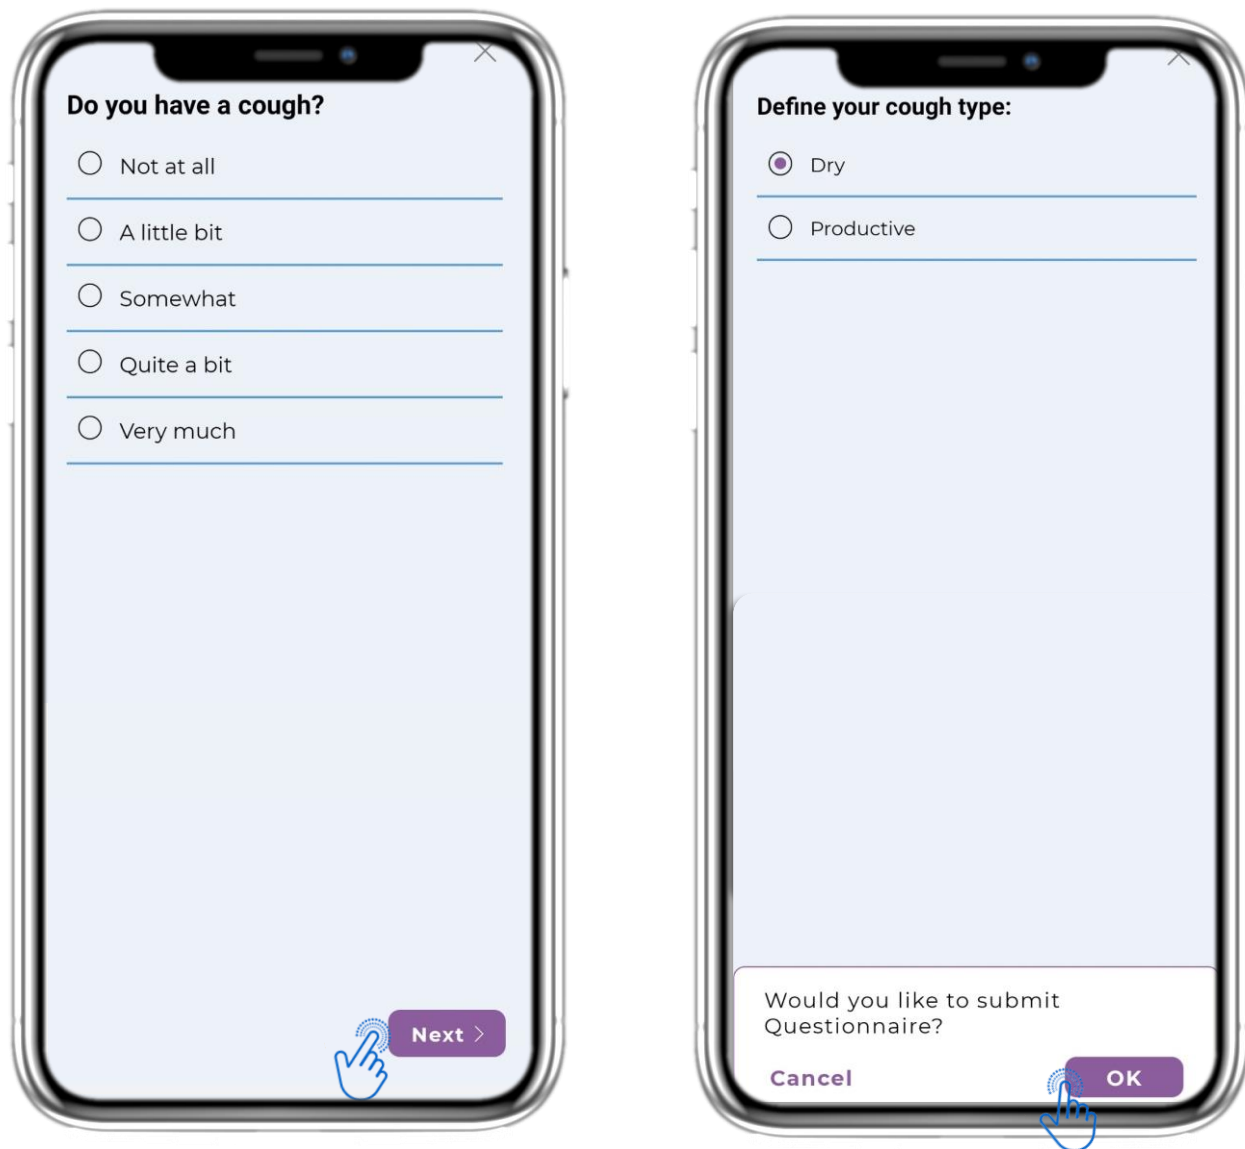 Do you have a cough?
Not at all
A little bit
Somewhat
Quite a bit
Very much
Next >
Define your cough type:
Dry
Productive
Would you like to submit
Questionnaire?
Cancel
OK